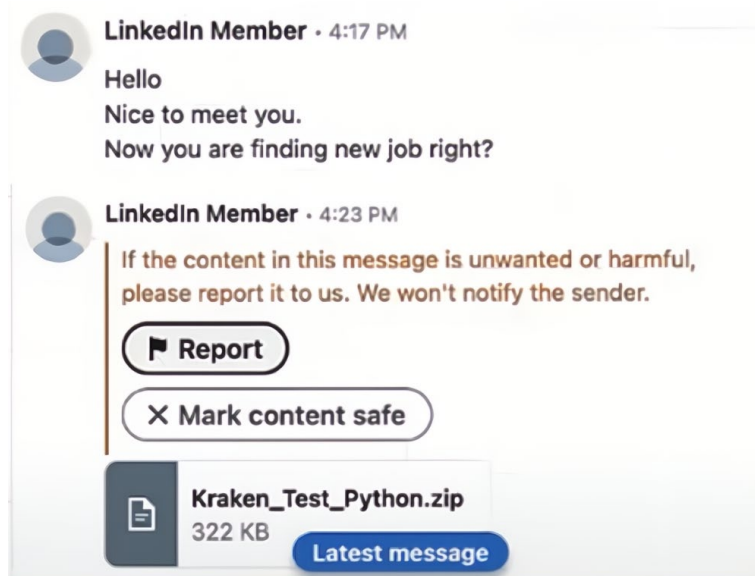 LinkedIn Member • 4:17 PM
Hello
Nice to meet you.
Now you are finding new job right?
LinkedIn Member • 4:23 PM
If the content in this message is unwanted or harmful,
please report it to us. We won't notify the sender.
Report
Mark content safe
Kraken_Test_Python.zip
322 KB
Latest message